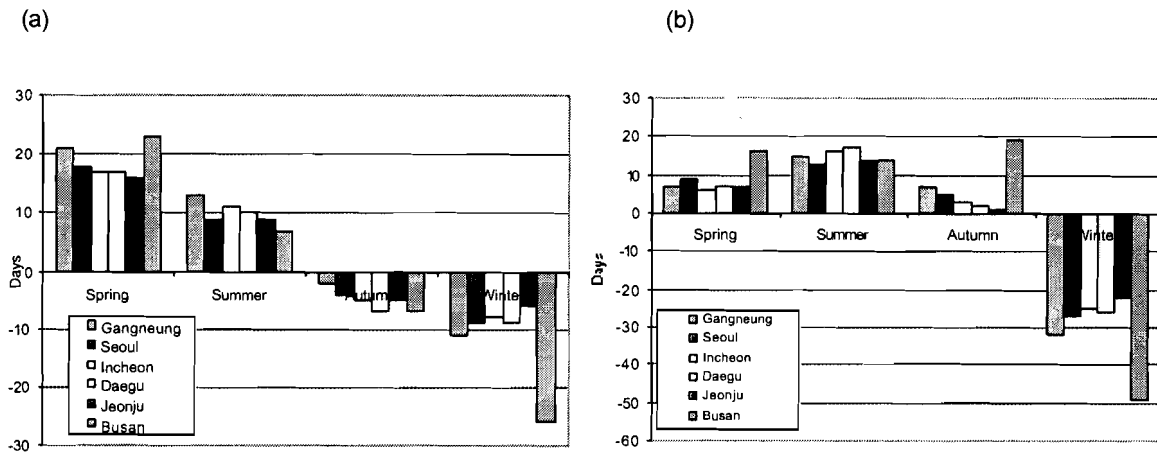 (a)
30
20
10
0
-10
-20
-30
Days
Spring
Summer
Autumn
Winter
Gangneung
Seoul
Incheon
Daegu
Jeonju
Busan
(b)
30
20
10
0
-10
-20
-30
-40
-50
-60
Days
Spring
Summer
Autumn
Winter
Gangneung
Seoul
Incheon
Daegu
Jeonju
Busan